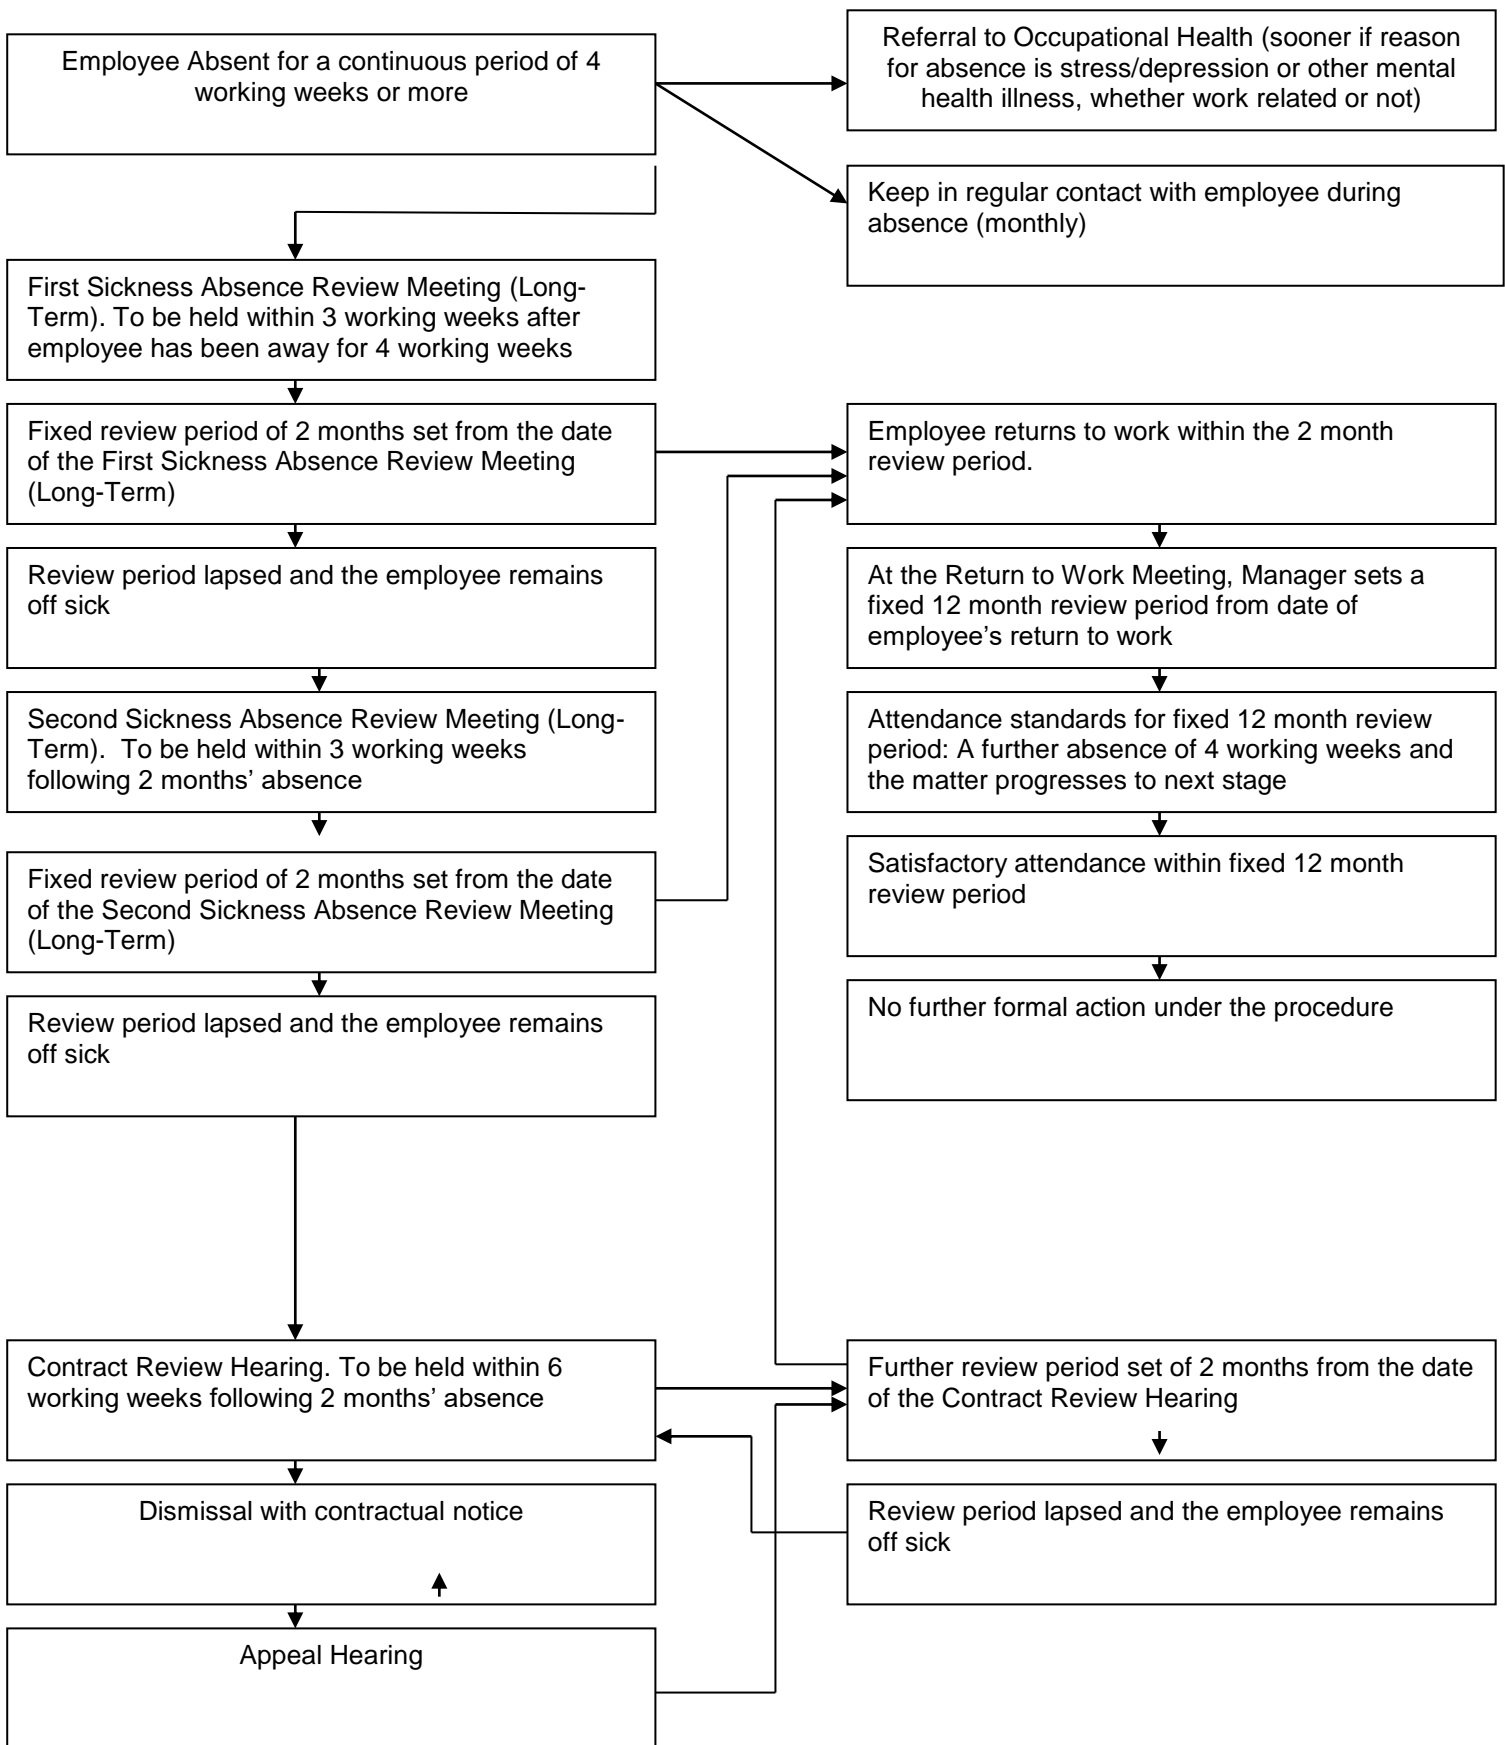 Employee Absent for a continuous period of 4
working weeks or more
Referral to Occupational Health (sooner if reason
for absence is stress/depression or other mental
health illness, whether work related or not)
Keep in regular contact with employee during
absence (monthly)
First Sickness Absence Review Meeting (Long-
Term). To be held within 3 working weeks after
employee has been away for 4 working weeks
Fixed review period of 2 months set from the date
of the First Sickness Absence Review Meeting
(Long-Term)
Employee returns to work within the 2 month
review period.
Review period lapsed and the employee remains
off sick
At the Return to Work Meeting, Manager sets a
fixed 12 month review period from date of
employee’s return to work
Second Sickness Absence Review Meeting (Long-
Term).  To be held within 3 working weeks
following 2 months’ absence
Attendance standards for fixed 12 month review
period: A further absence of 4 working weeks and
the matter progresses to next stage
Fixed review period of 2 months set from the date
of the Second Sickness Absence Review Meeting
(Long-Term)
Satisfactory attendance within fixed 12 month
review period
Review period lapsed and the employee remains
off sick
No further formal action under the procedure
Contract Review Hearing. To be held within 6
working weeks following 2 months’ absence
Further review period set of 2 months from the date
of the Contract Review Hearing
Dismissal with contractual notice
Review period lapsed and the employee remains
off sick
Appeal Hearing